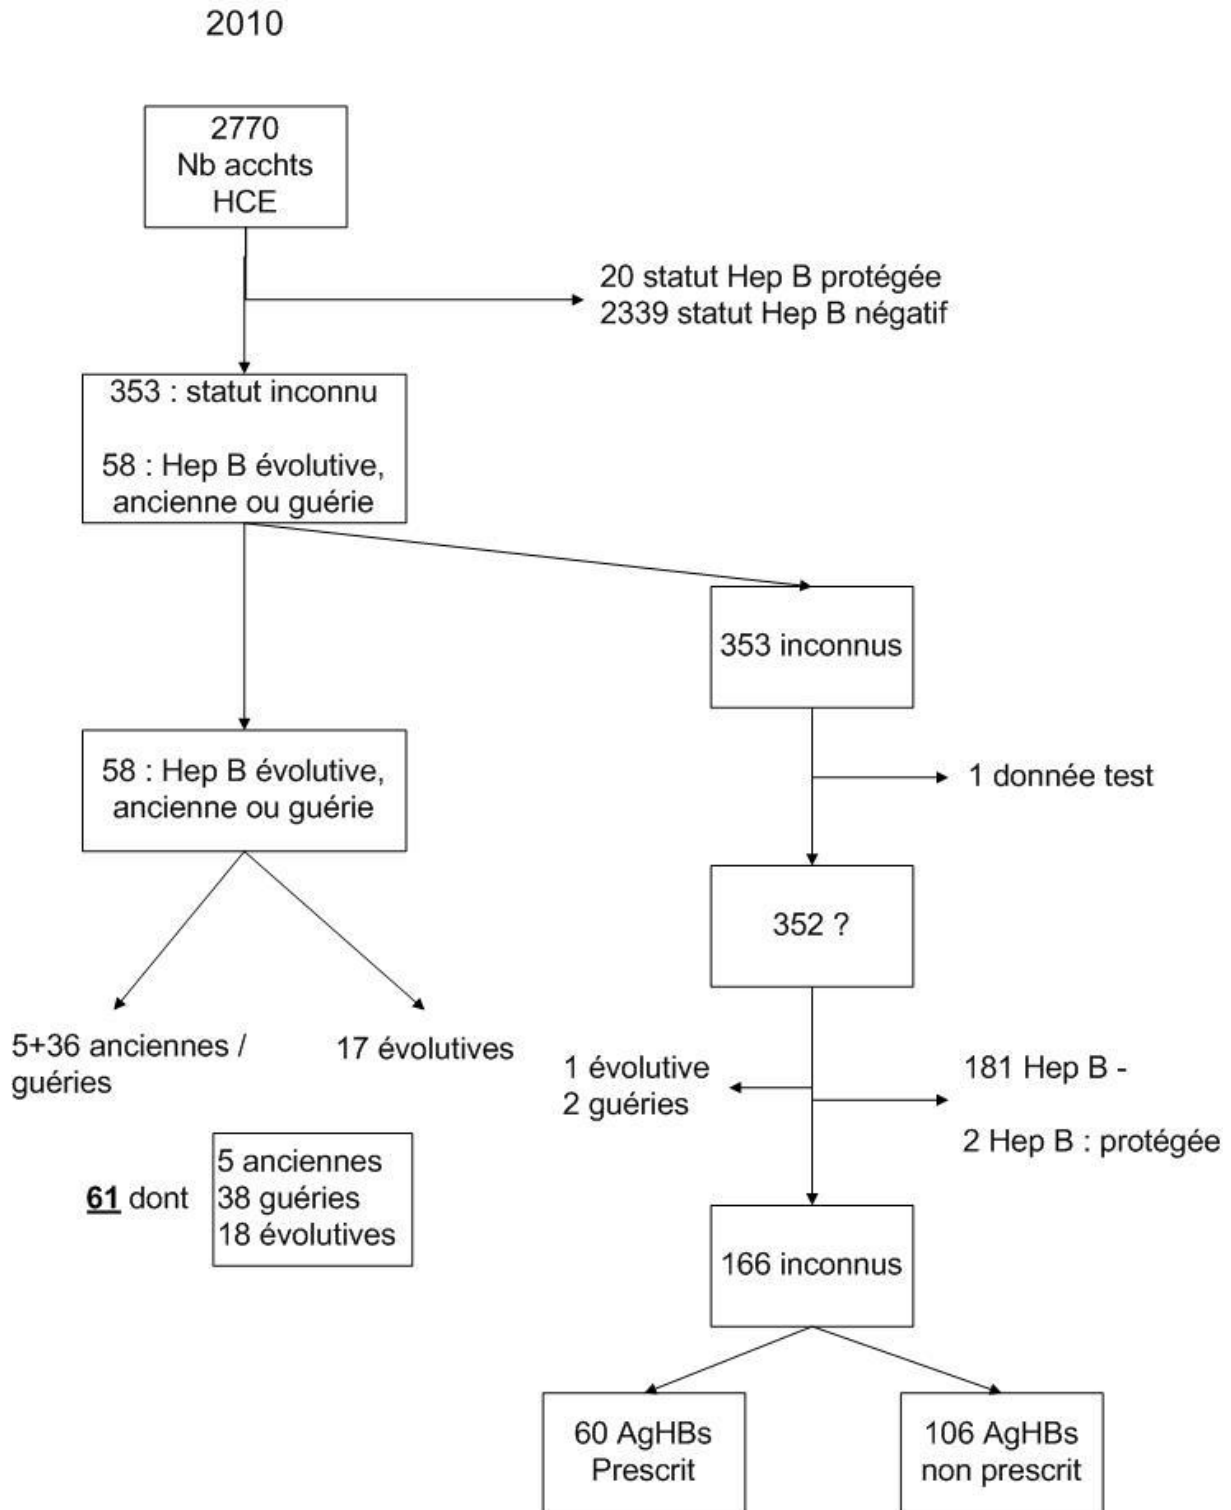 2010
2770
Nb acchts
HCE
20 statut Hep B protégée
2339 statut Hep B négatif
353 : statut inconnu
58 : Hep B évolutive,
ancienne ou guérie
353 inconnus
58 : Hep B évolutive,
ancienne ou guérie
1 donnée test
352 ?
5+36 anciennes /
guéries
17 évolutives
1 évolutive
2 guéries
181 Hep B -
2 Hep B : protégée
61 dont
5 anciennes
38 guéries
18 évolutives
166 inconnus
60 AgHBs
Prescrit
106 AgHBs
non prescrit